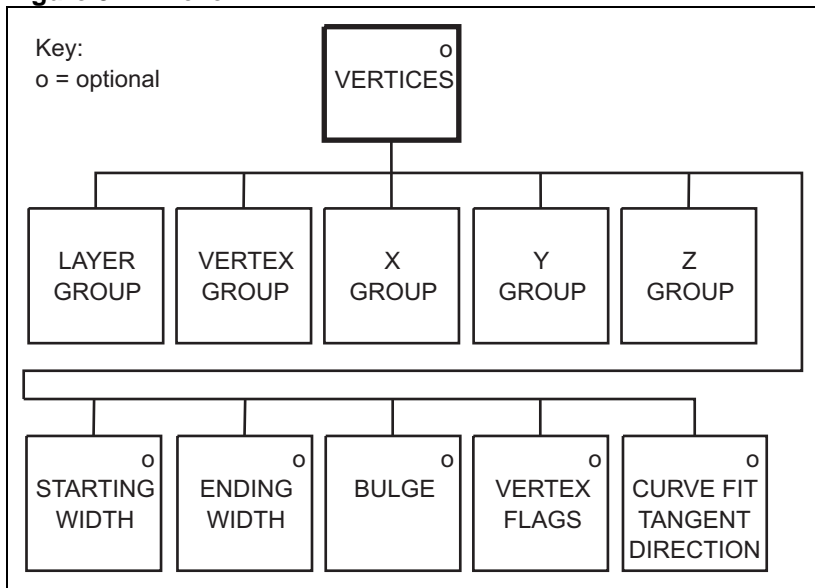 Key:
o = optional
o
VERTICES
LAYER
GROUP
VERTEX
GROUP
X
GROUP
Y
GROUP
Z
GROUP
o
STARTING
WIDTH
o
ENDING
WIDTH
o
BULGE
o
VERTEX
FLAGS
o
CURVE FIT
TANGENT
DIRECTION